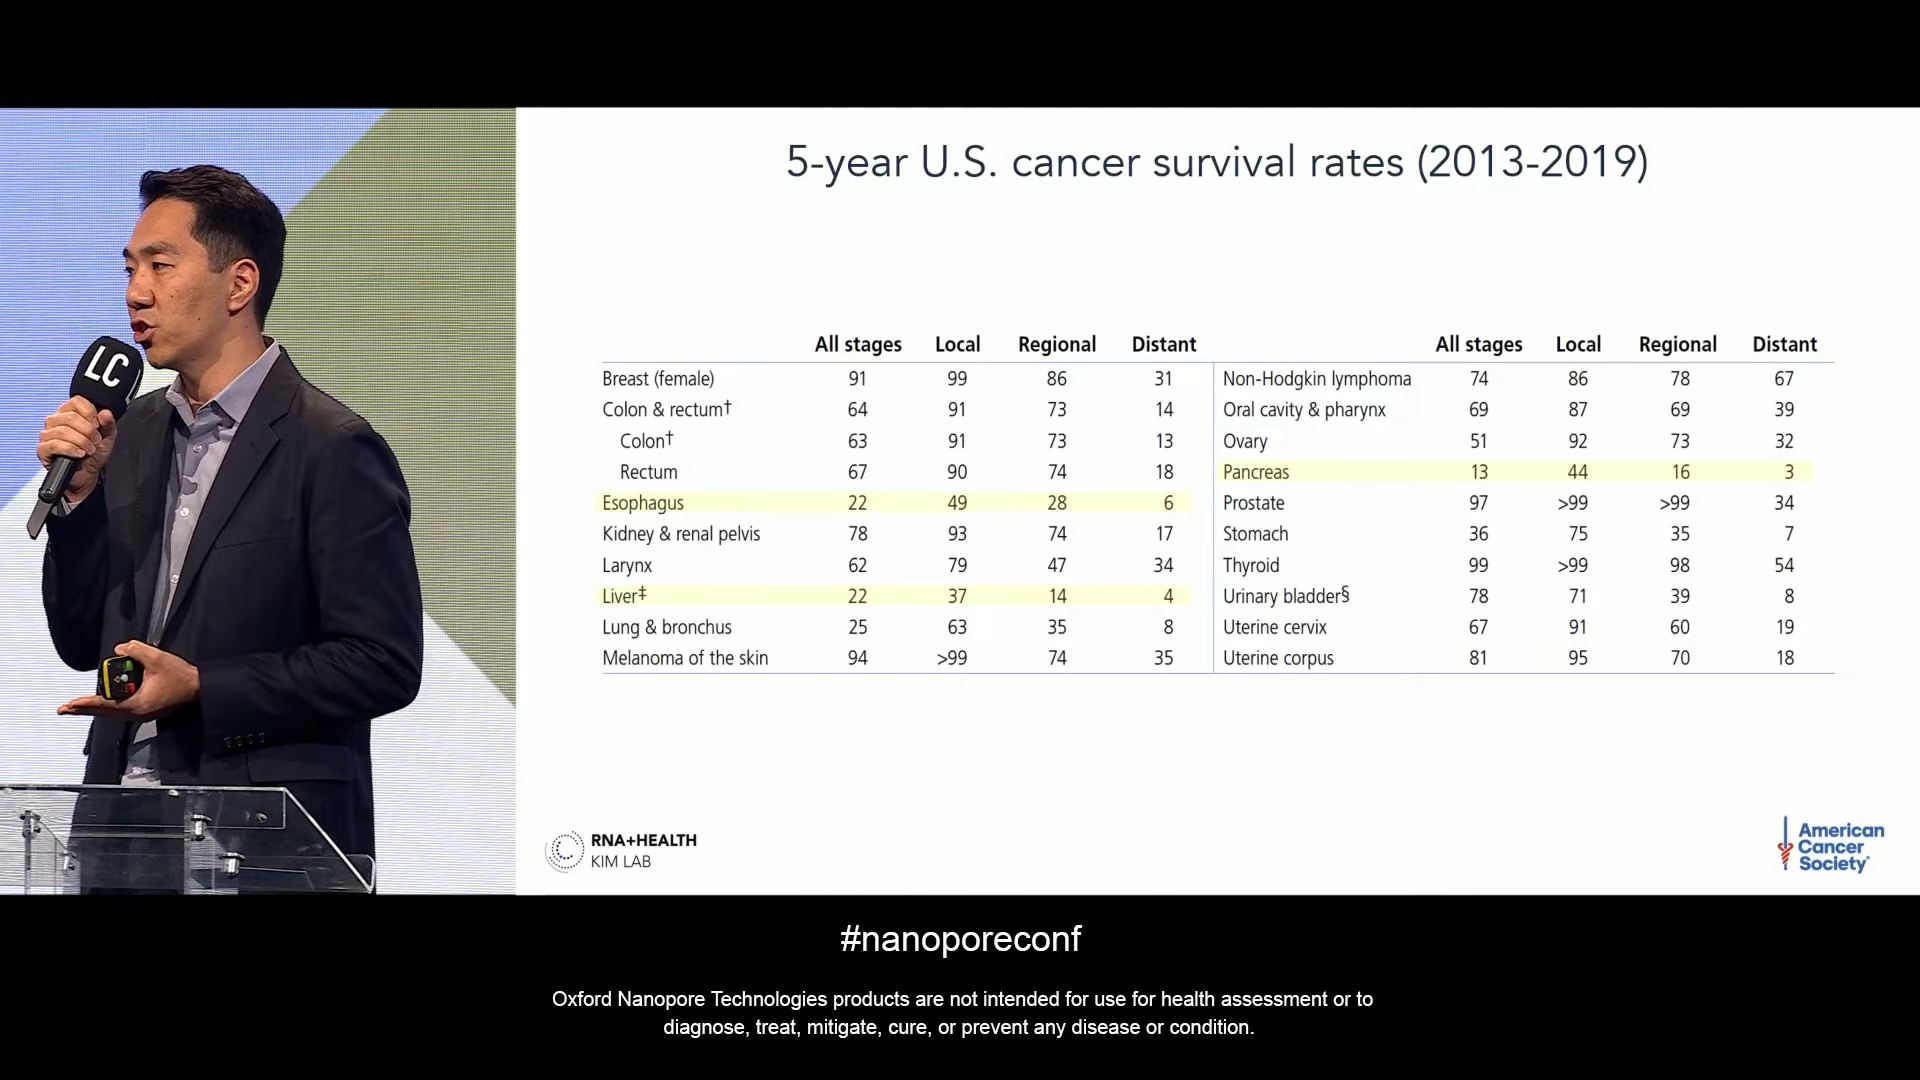 5-year U.S. cancer survival rates (2013-2019)
All stages Local Regional Distant
Breast (female) 91 99 86 31
Colon & rectum† 64 91 73 14
Colon† 63 91 73 13
Rectum 67 90 74 18
Esophagus 22 49 28 6
Kidney & renal pelvis 78 93 74 17
Larynx 62 79 47 34
Liver‡ 22 37 14 4
Lung & bronchus 25 63 35 8
Melanoma of the skin 94 >99 74 35
All stages Local Regional Distant
Non-Hodgkin lymphoma 74 86 78 67
Oral cavity & pharynx 69 87 69 39
Ovary 51 92 73 32
Pancreas 13 44 16 3
Prostate 97 >99 >99 34
Stomach 36 75 35 7
Thyroid 99 >99 98 54
Urinary bladder§ 78 71 39 8
Uterine cervix 67 91 60 19
Uterine corpus 81 95 70 18
LC
RNA+HEALTH
KIM LAB
American
Cancer
Society®
#nanoporeconf
Oxford Nanopore Technologies products are not intended for use for health assessment or to
diagnose, treat, mitigate, cure, or prevent any disease or condition.